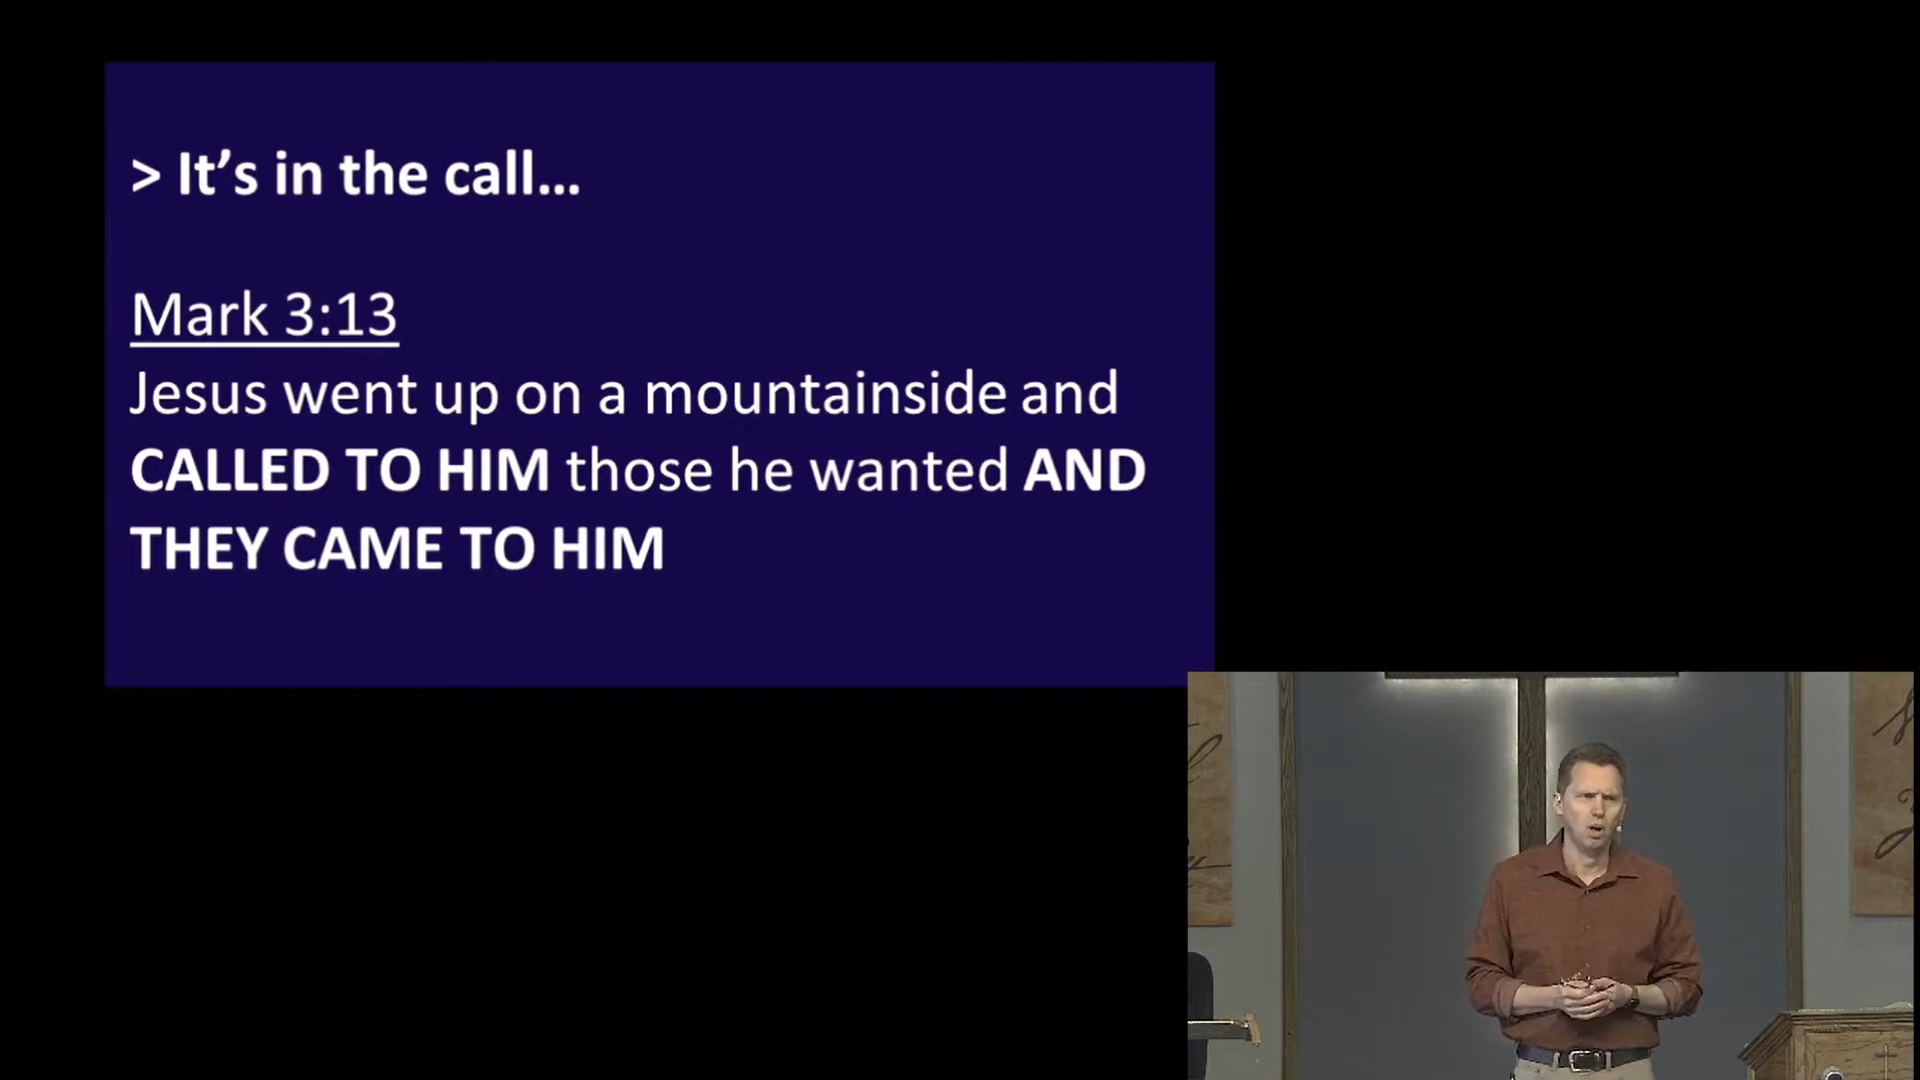 > It’s in the call...
Mark 3:13
Jesus went up on a mountainside and
CALLED TO HIM those he wanted AND
THEY CAME TO HIM